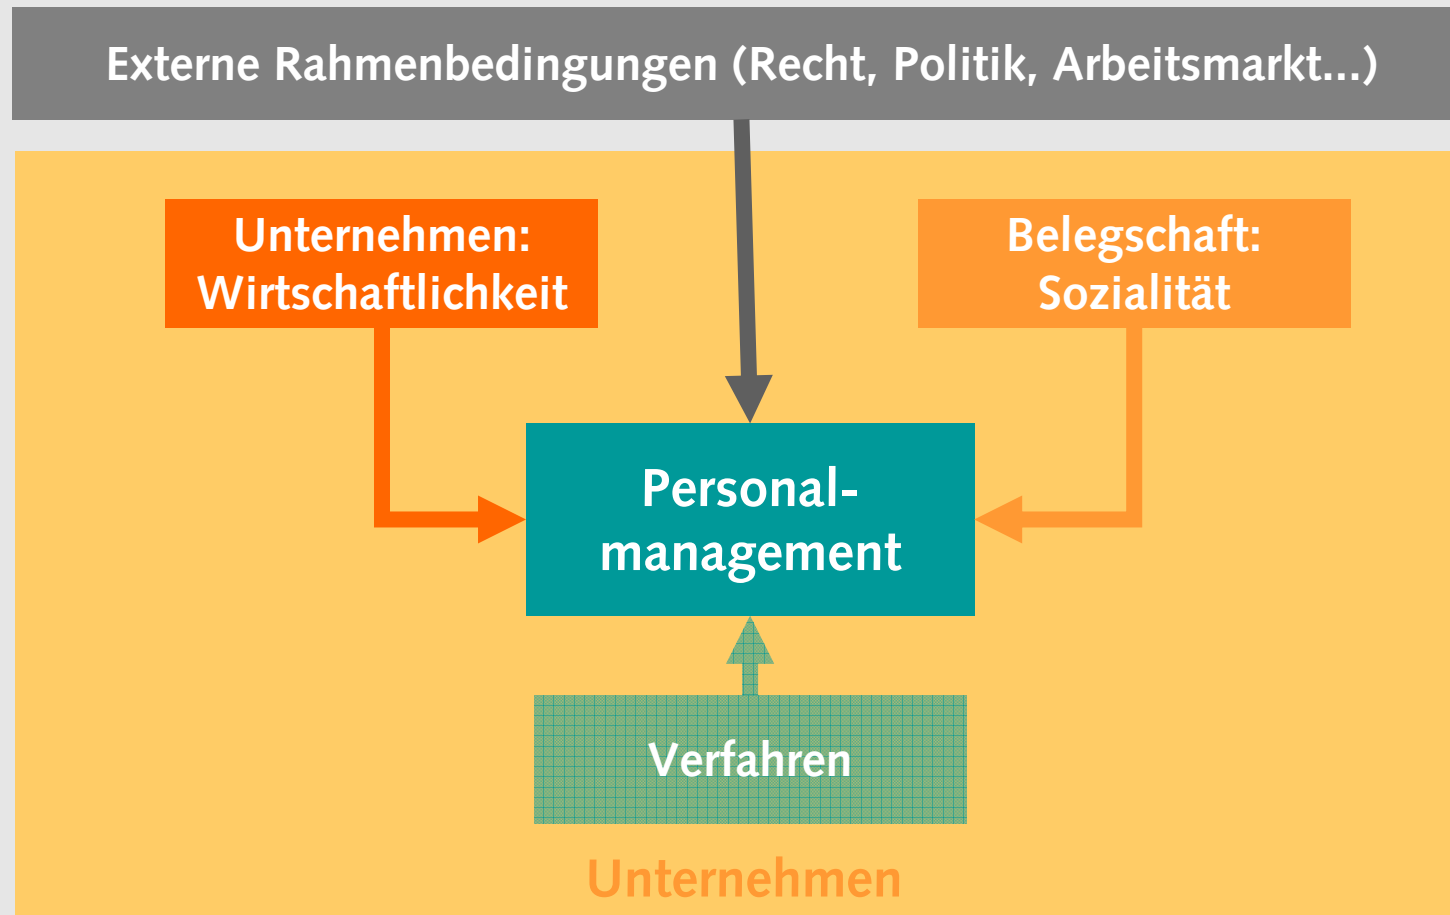 Externe Rahmenbedingungen (Recht, Politik, Arbeitsmarkt...)
Unternehmen:
Wirtschaftlichkeit
Belegschaft:
Sozialität
Personal-
management
Verfahren
Unternehmen